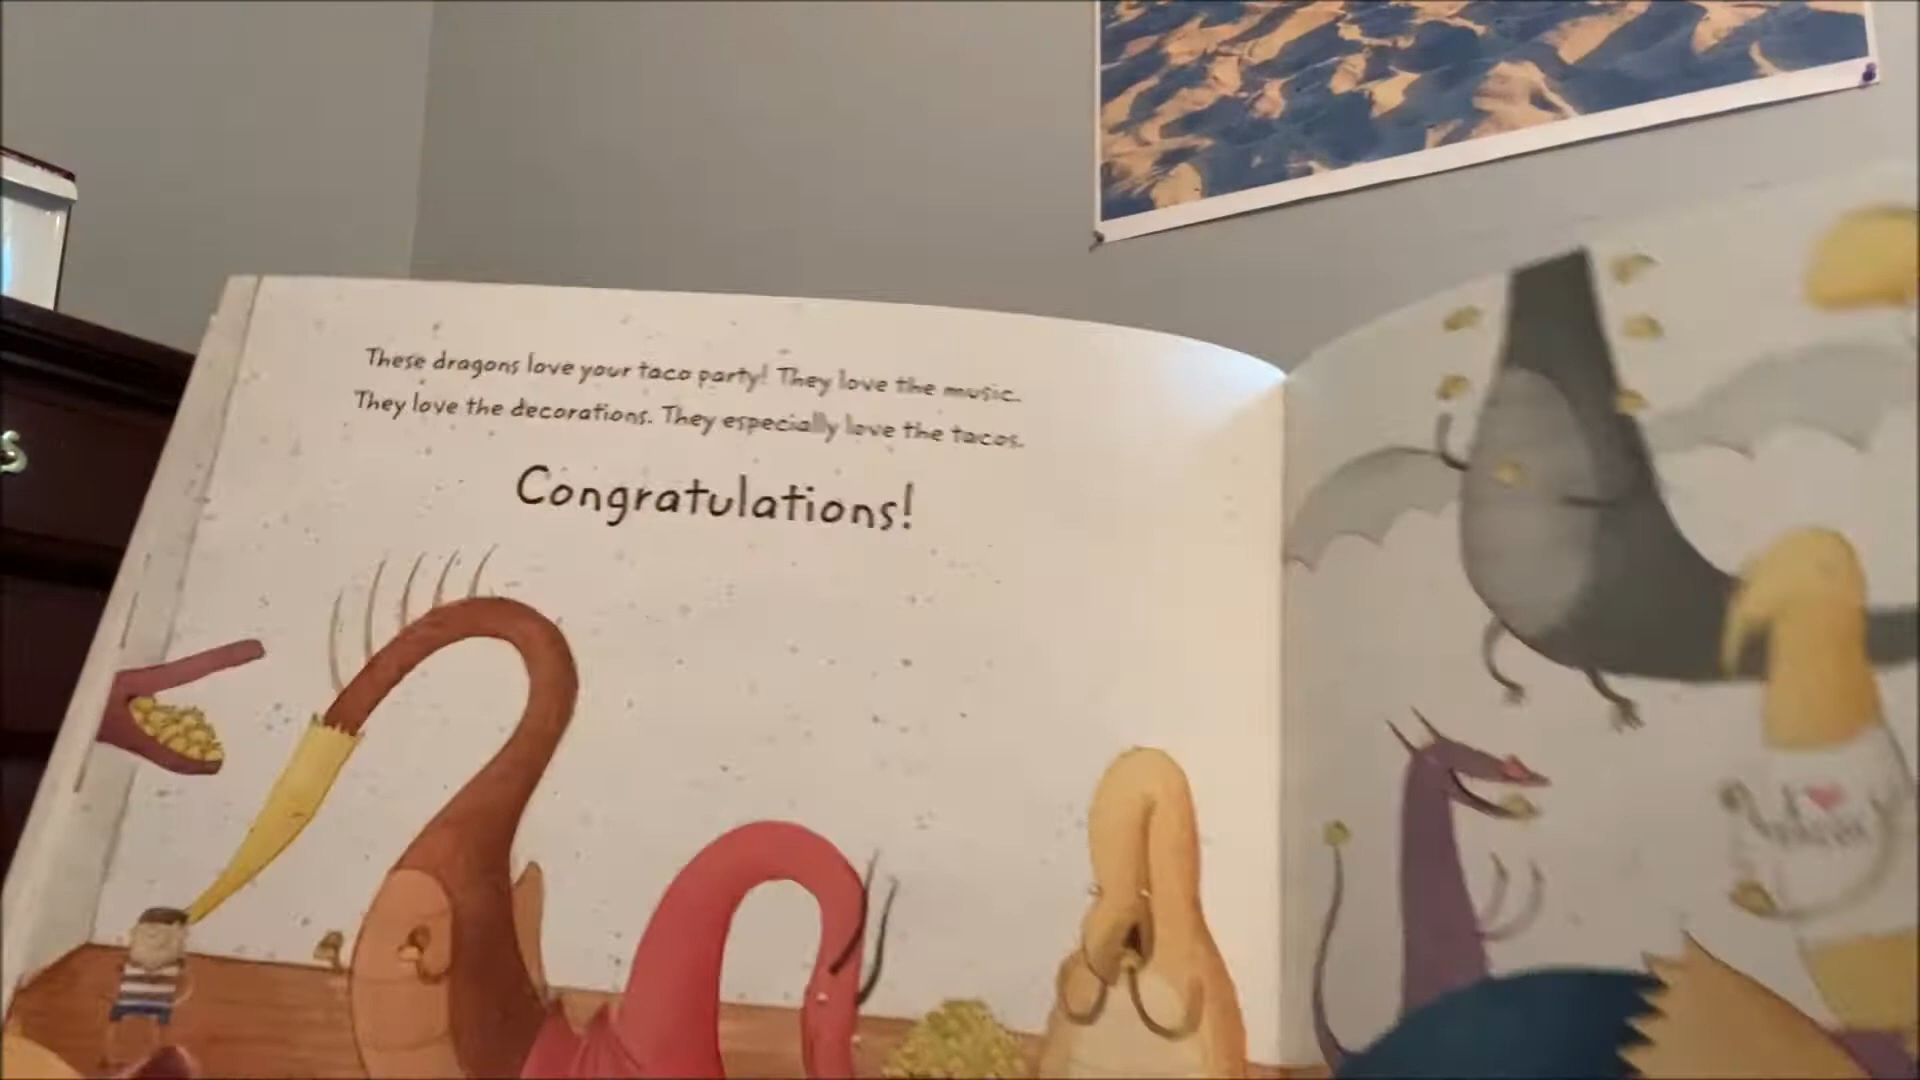 These dragons love your taco party! They love the music.
They love the decorations. They especially love the tacos.
Congratulations!
I